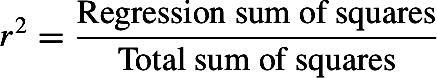 r² = Regression sum of squares / Total sum of squares